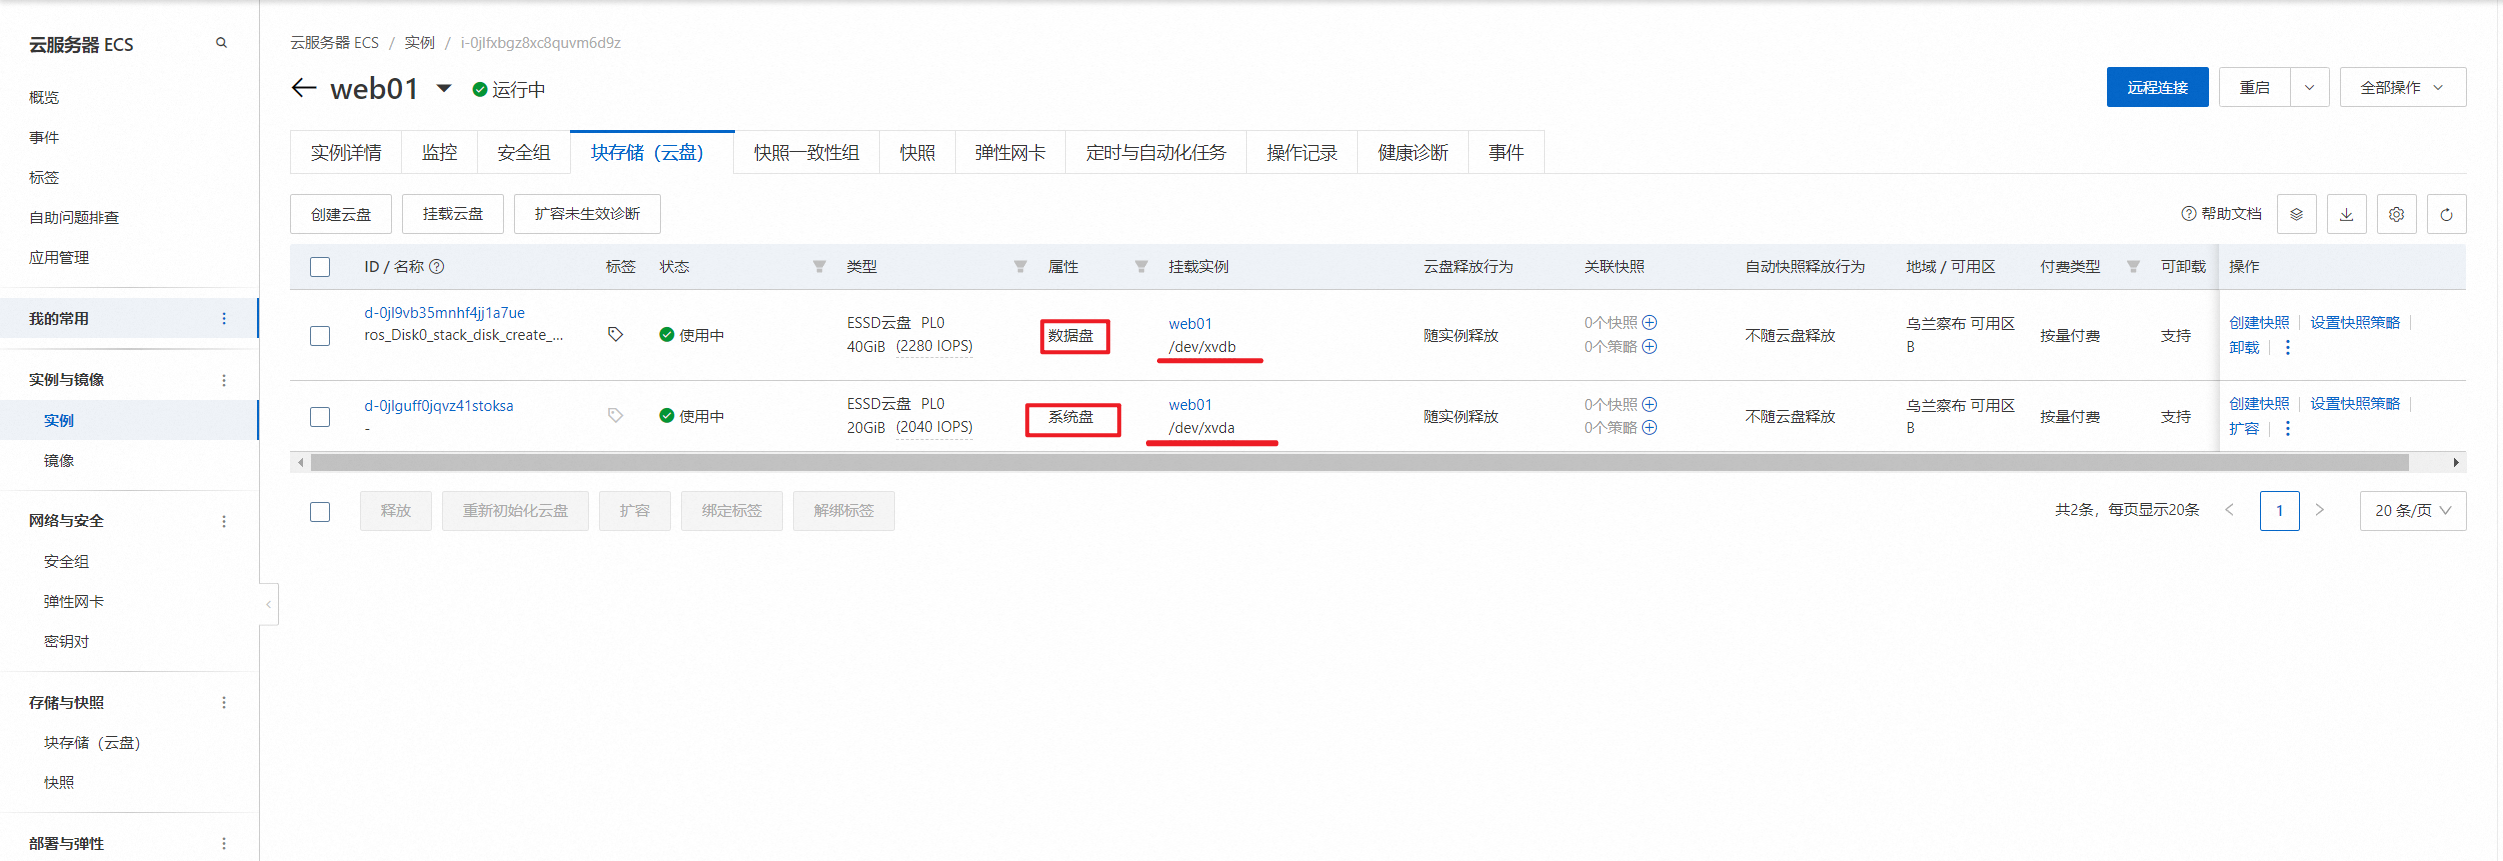 云服务器 ECS
概览
事件
标签
自助问题排查
应用管理
我的常用
实例与镜像
实例
镜像
网络与安全
安全组
弹性网卡
密钥对
存储与快照
块存储（云盘）
快照
部署与弹性
云服务器 ECS / 实例 / i-0jlfxbgz8xc8quvm6d9z
web01 运行中
远程连接 重启 全部操作
实例详情 监控 安全组 块存储（云盘） 快照一致性组 快照 弹性网卡 定时与自动化任务 操作记录 健康诊断 事件
创建云盘 挂载云盘 扩容未生效诊断 帮助文档
ID / 名称 标签 状态 类型 属性 挂载实例 云盘释放行为 关联快照 自动快照释放行为 地域 / 可用区 付费类型 可卸载 操作
d-0jl9vb35mnhf4jj1a7ue
ros_Disk0_stack_disk_create_...
使用中
ESSD云盘 PL0
40GiB (2280 IOPS)
数据盘
web01
/dev/xvdb
随实例释放
0个快照
0个策略
不随云盘释放
乌兰察布 可用区
B
按量付费
支持
创建快照 设置快照策略
卸载
d-0jlguff0jqvz41stoksa
-
使用中
ESSD云盘 PL0
20GiB (2040 IOPS)
系统盘
web01
/dev/xvda
随实例释放
0个快照
0个策略
不随云盘释放
乌兰察布 可用区
B
按量付费
支持
创建快照 设置快照策略
扩容
释放 重新初始化云盘 扩容 绑定标签 解绑标签
共2条，每页显示20条 1 20 条/页